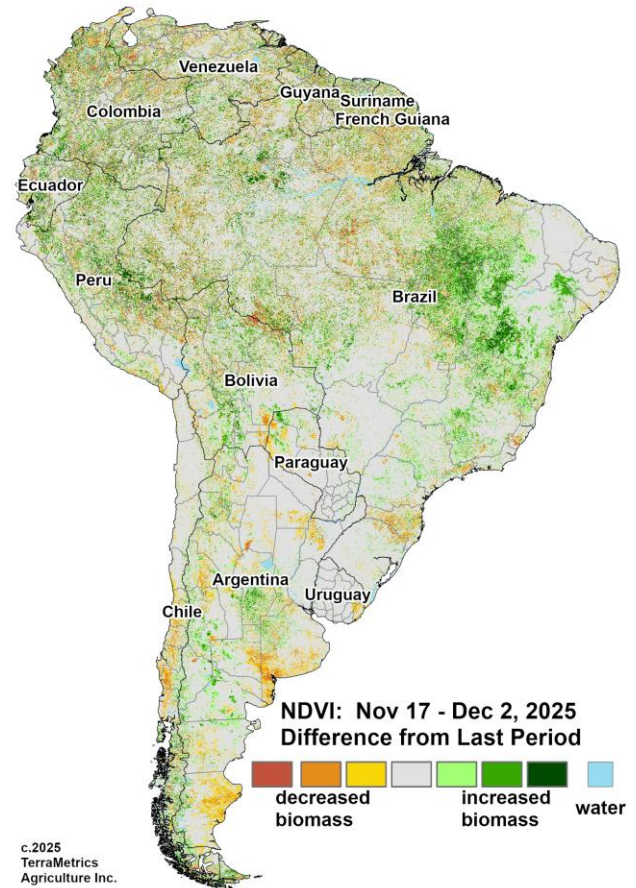 Venezuela
Guyana
Suriname
Colombia
French Guiana
Ecuador
Peru
Brazil
Bolivia
Paraguay
Argentina
Uruguay
Chile
NDVI: Nov 17 - Dec 2, 2025
Difference from Last Period
decreased
biomass
increased
biomass
water
c.2025
TerraMetrics
Agriculture Inc.